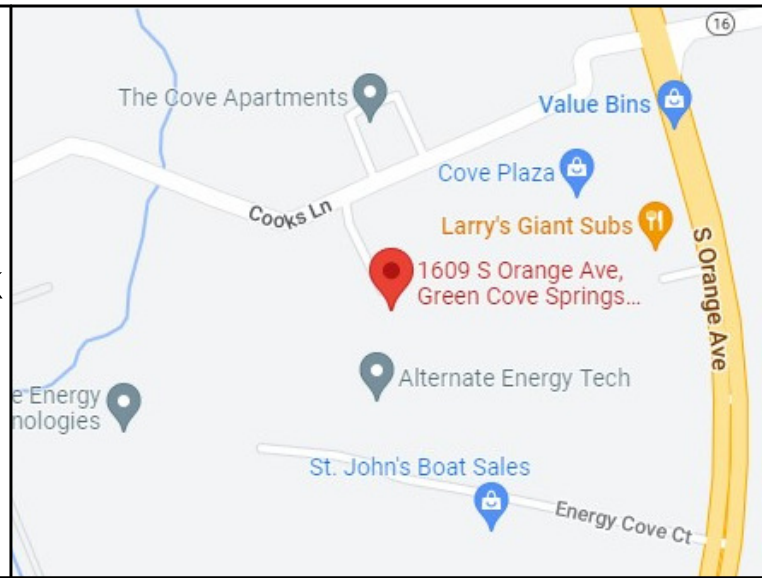 16
The Cove Apartments
Value Bins
Cove Plaza
Cooks Ln
Larry's Giant Subs
S Orange Ave
1609 S Orange Ave,
Green Cove Springs...
Alternate Energy Tech
e Energy
nologies
St. John's Boat Sales
Energy Cove Ct